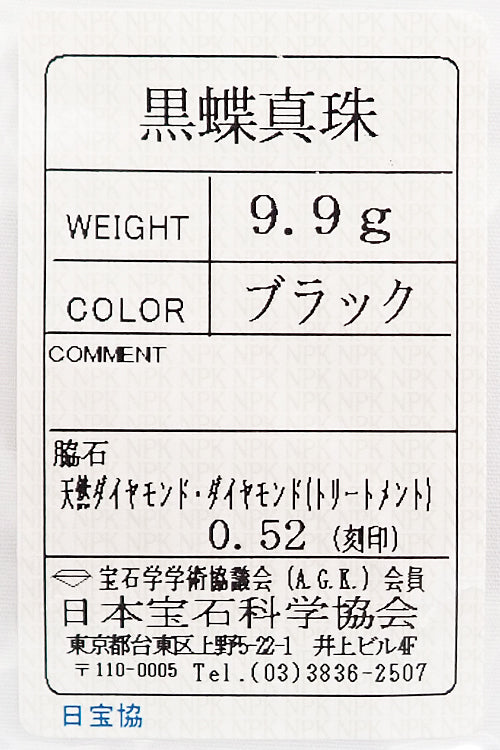 黒蝶真珠
WEIGHT 9.9g
COLOR ブラック
COMMENT
脇石
天然ダイヤモンド・ダイヤモンド(トリートメント)
0.52 (刻印)
宝石学学術協議会 (A.G.K.) 会員
日本宝石科学協会
東京都台東区上野5-22-1 井上ビル4F
〒110-0005 Tel.(03)3836-2507
日宝協